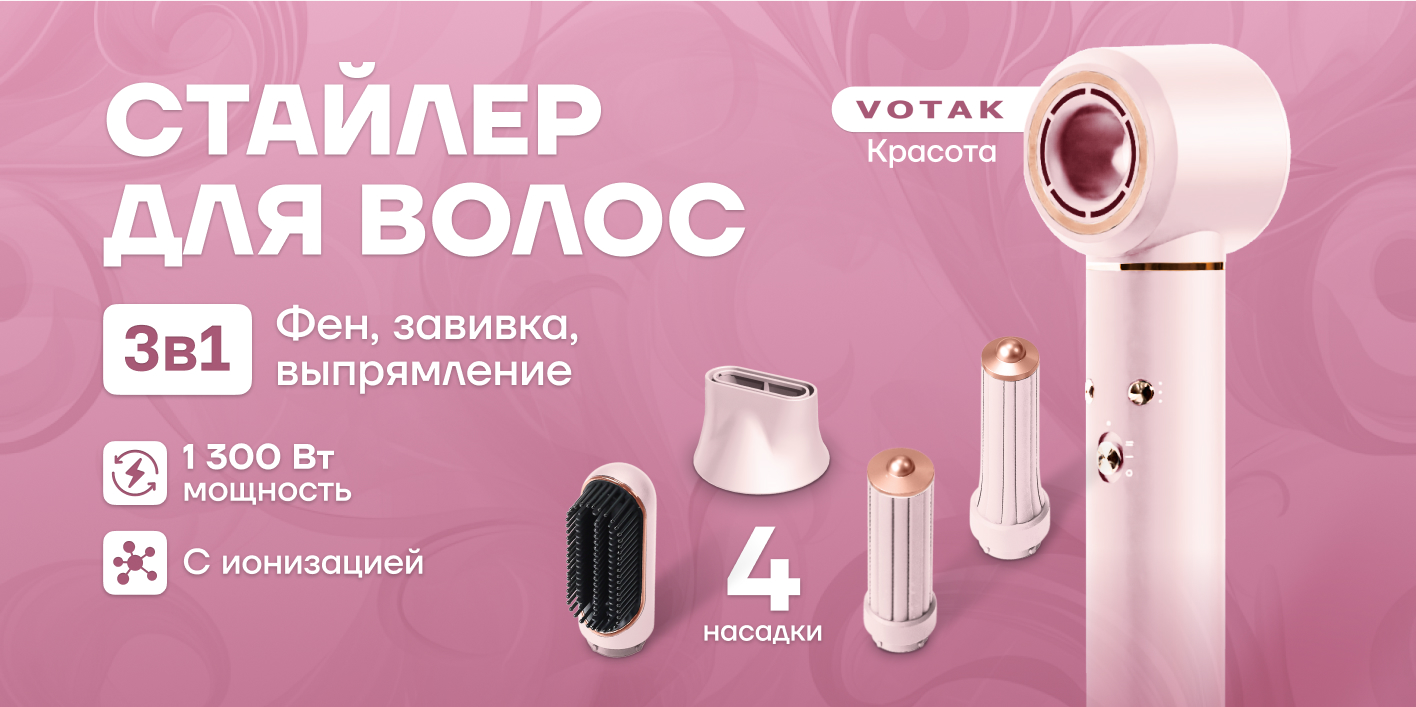 СТАЙЛЕР
ДЛЯ ВОЛОС
VOTAK
Красота
3в1
Фен, завивка,
выпрямление
1 300 Вт
мощность
С ионизацией
4
насадки